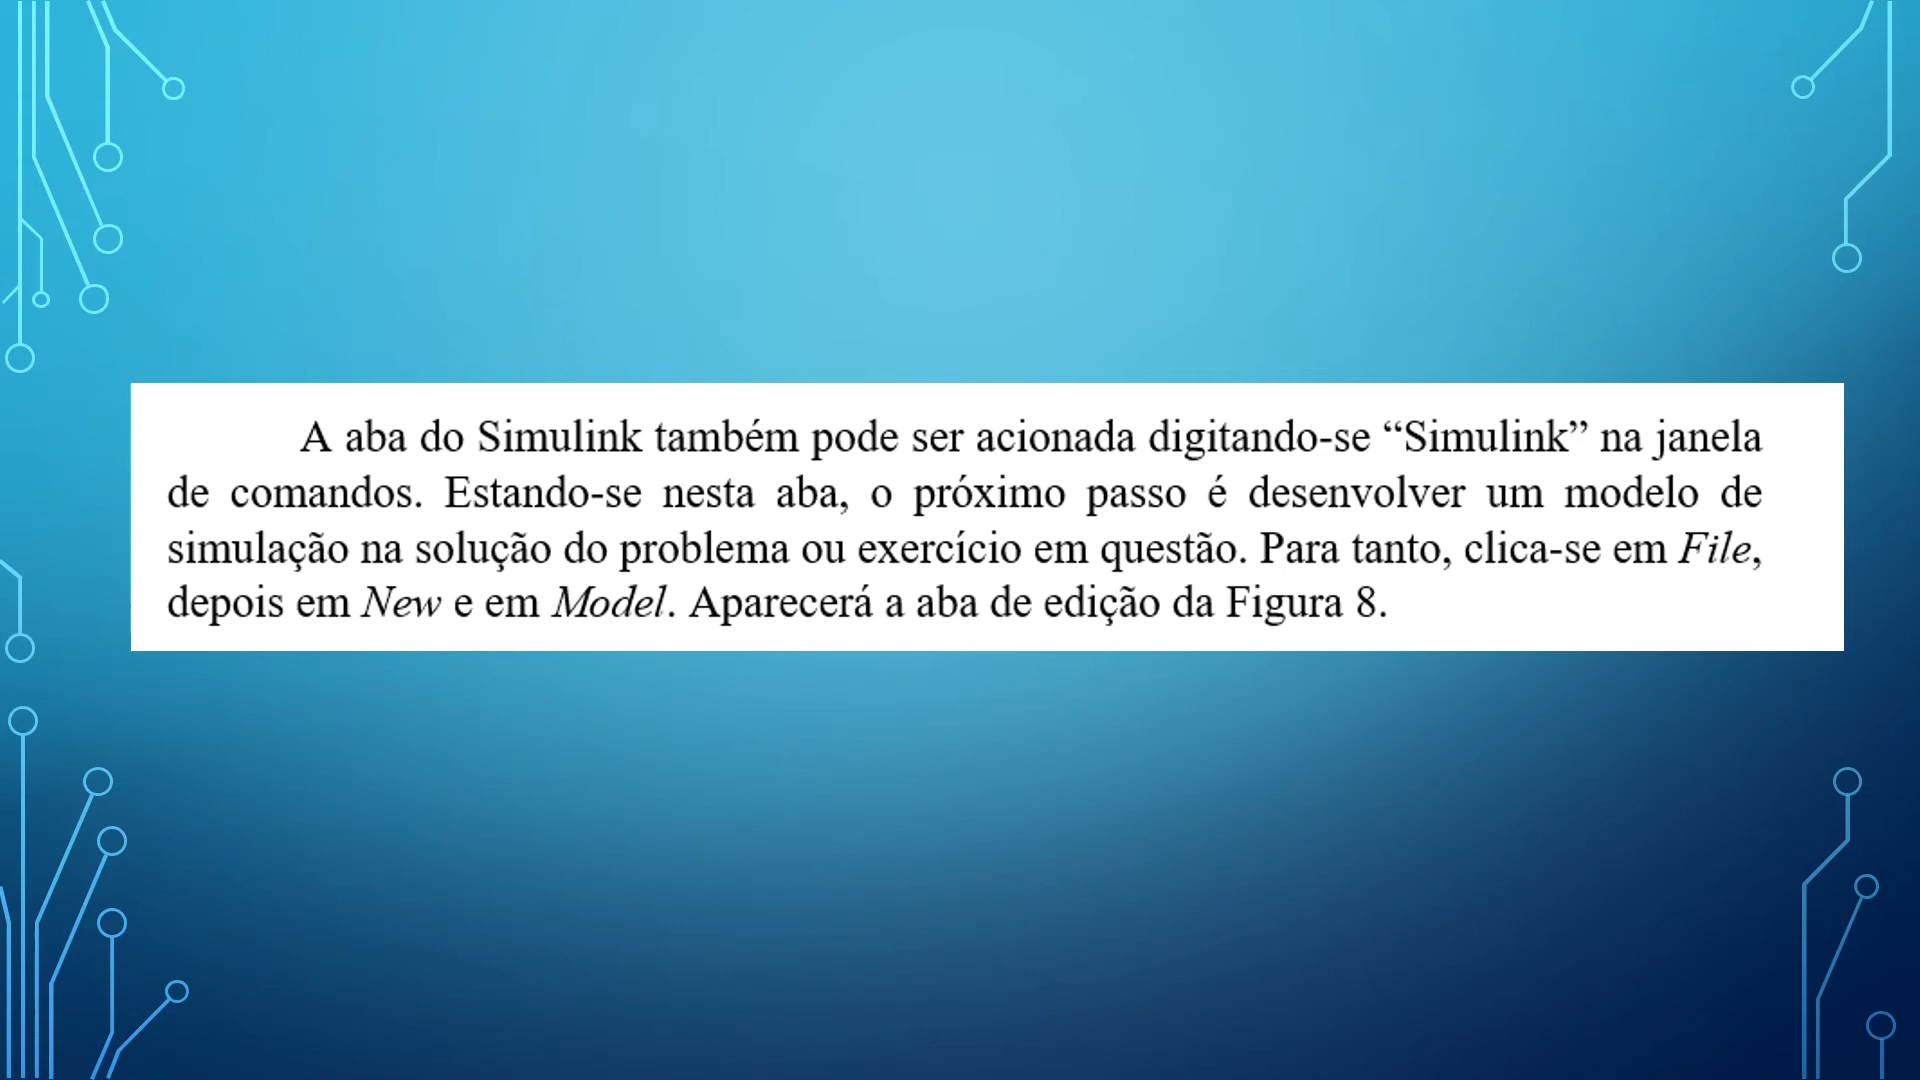 A aba do Simulink também pode ser acionada digitando-se “Simulink” na janela
de comandos. Estando-se nesta aba, o próximo passo é desenvolver um modelo de
simulação na solução do problema ou exercício em questão. Para tanto, clica-se em File,
depois em New e em Model. Aparecerá a aba de edição da Figura 8.